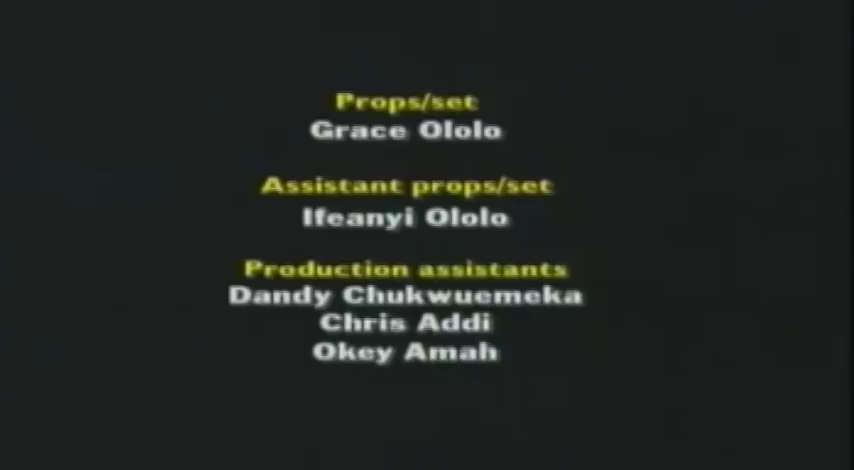 Props/set
Grace Ololo
Assistant props/set
Ifeanyi Ololo
Production assistants
Dandy Chukwuemeka
Chris Addi
Okey Amah